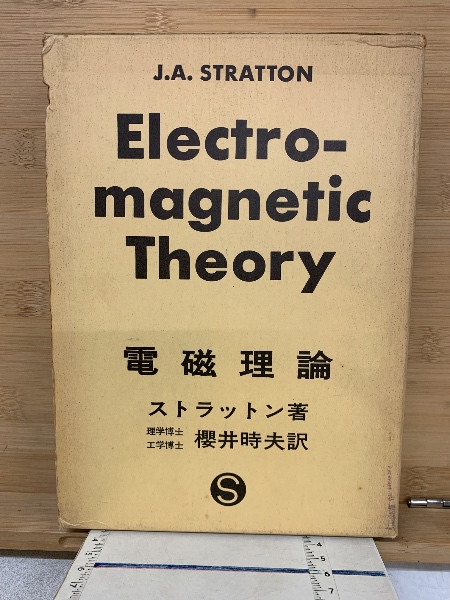 J.A. STRATTON
Electro-
magnetic
Theory
電磁理論
ストラットン著
理学博士
工学博士 櫻井時夫訳
S